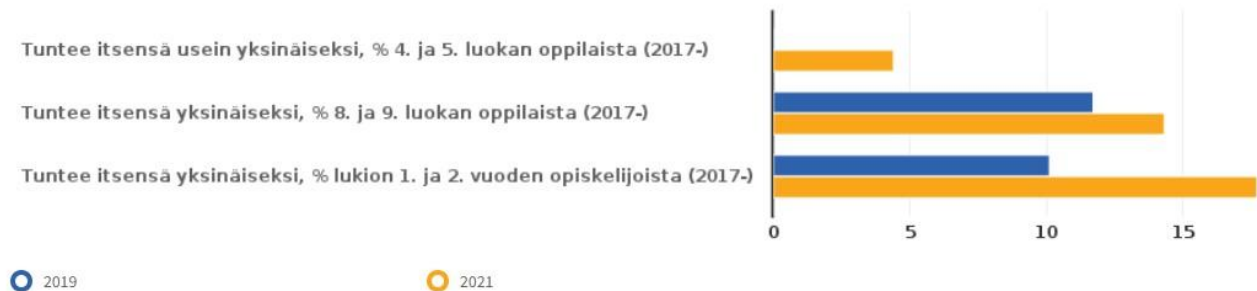 Tuntee itsensä usein yksinäiseksi, % 4. ja 5. luokan oppilaista (2017-)
Tuntee itsensä yksinäiseksi, % 8. ja 9. luokan oppilaista (2017-)
Tuntee itsensä yksinäiseksi, % lukion 1. ja 2. vuoden opiskelijoista (2017-)
0 5 10 15
2019 2021